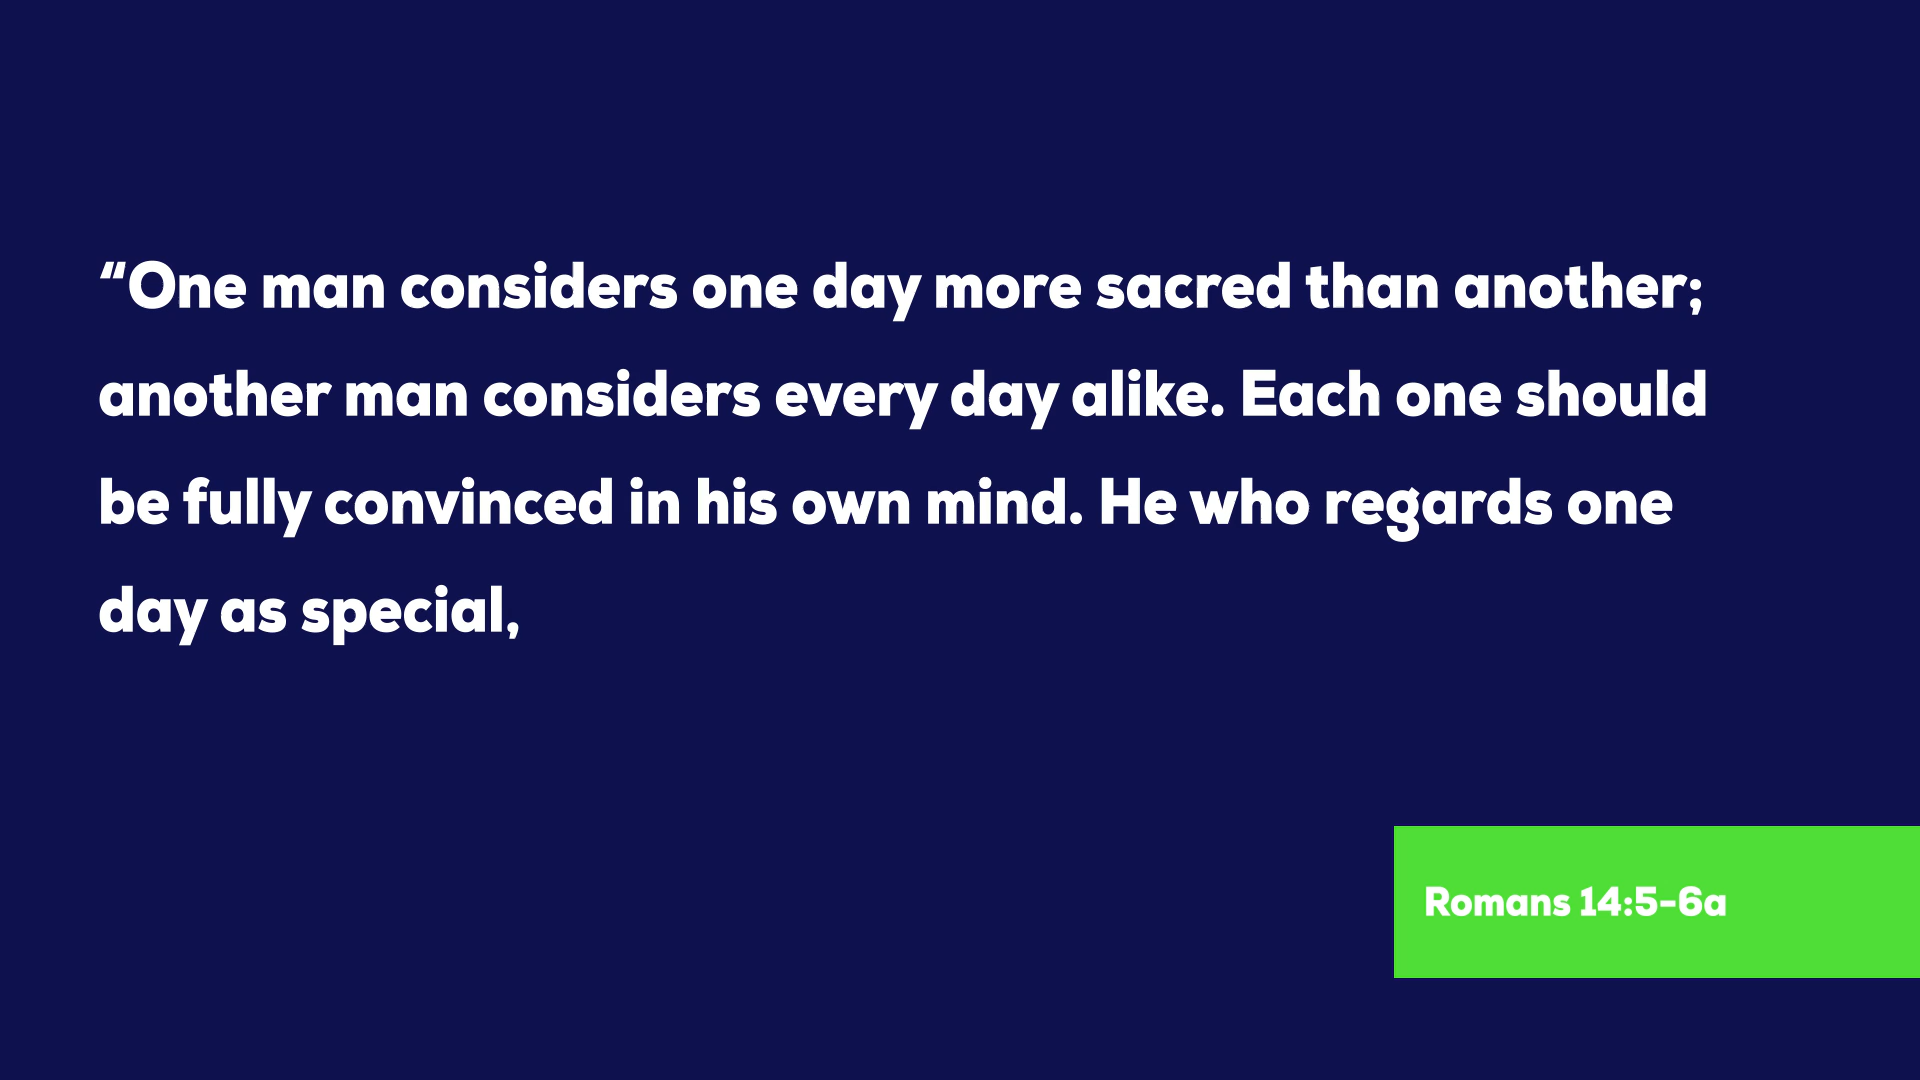 “One man considers one day more sacred than another;
another man considers every day alike. Each one should
be fully convinced in his own mind. He who regards one
day as special,
Romans 14:5-6a